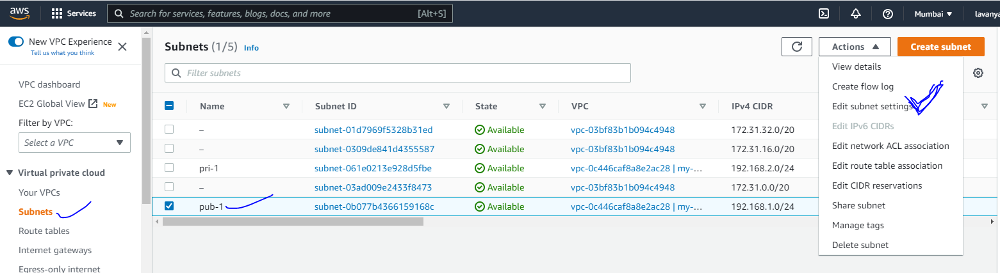 aws Services Search for services, features, blogs, docs, and more [Alt+S] Mumbai lavanya
New VPC Experience
Tell us what you think
VPC dashboard
EC2 Global View New
Filter by VPC:
Select a VPC
Virtual private cloud
Your VPCs
Subnets
Route tables
Internet gateways
Egress-only internet
Subnets (1/5) Info
Actions Create subnet
Filter subnets
Name Subnet ID State VPC IPv4 CIDR
– subnet-01d7969f5328b31ed Available vpc-03bf83b1b094c4948 172.31.32.0/20
– subnet-0309de841d4355587 Available vpc-03bf83b1b094c4948 172.31.16.0/20
pri-1 subnet-061e0213e928d5fbe Available vpc-0c446caf8a8e2ac28 | my-... 192.168.2.0/24
– subnet-03ad009e2433f8473 Available vpc-03bf83b1b094c4948 172.31.0.0/20
pub-1 subnet-0b077b4366159168c Available vpc-0c446caf8a8e2ac28 | my-... 192.168.1.0/24
View details
Create flow log
Edit subnet settings
Edit IPv6 CIDRs
Edit network ACL association
Edit route table association
Edit CIDR reservations
Share subnet
Manage tags
Delete subnet